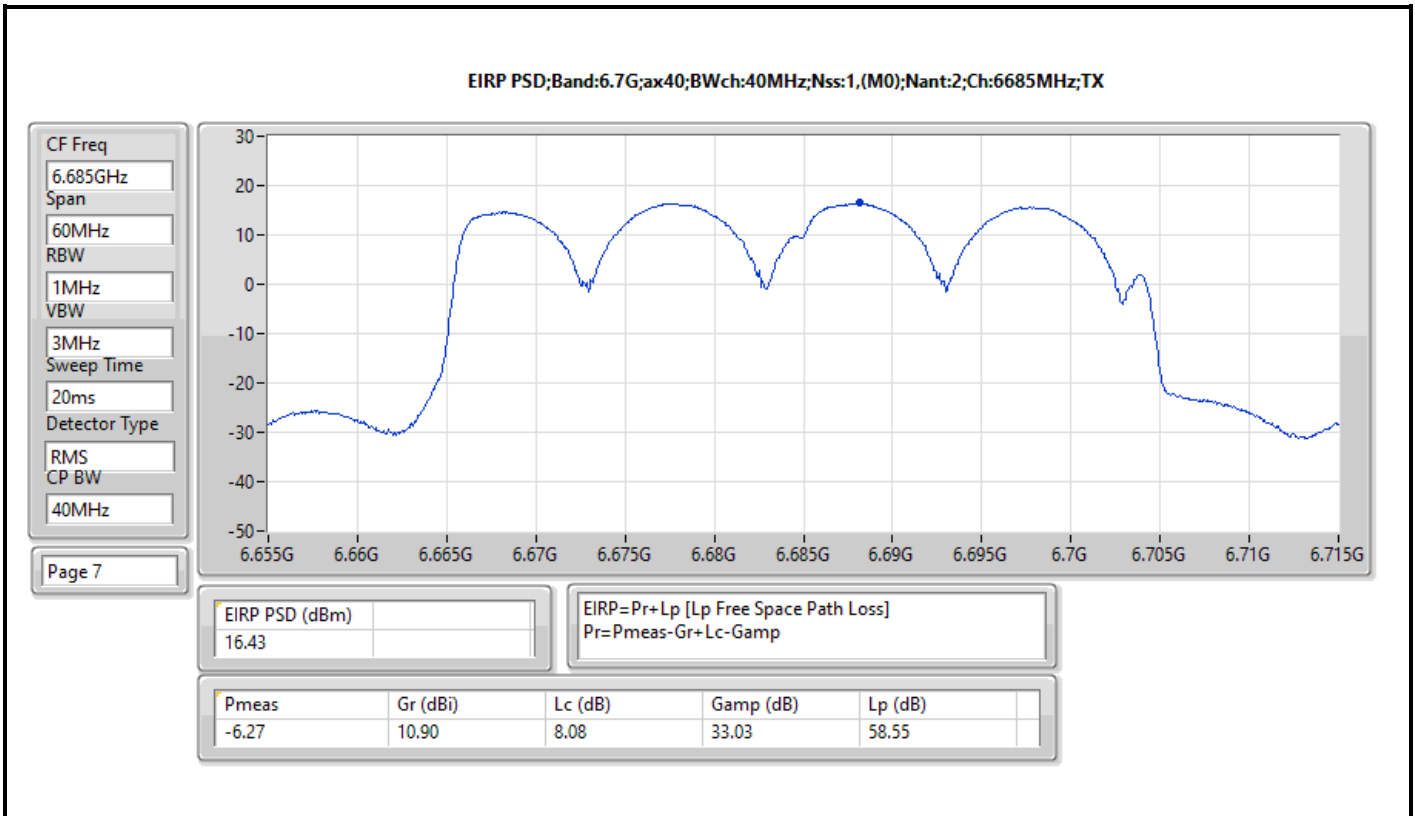 EIRP PSD;Band:6.7G;ax40;BWch:40MHz;Nss:1,(M0);Nant:2;Ch:6685MHz;TX
CF Freq
6.685GHz
Span
60MHz
RBW
1MHz
VBW
3MHz
Sweep Time
20ms
Detector Type
RMS
CP BW
40MHz
Page 7
30
20
10
0
-10
-20
-30
-40
-50
6.655G 6.66G 6.665G 6.67G 6.675G 6.68G 6.685G 6.69G 6.695G 6.7G 6.705G 6.71G 6.715G
EIRP PSD (dBm)
16.43
EIRP=Pr+Lp [Lp Free Space Path Loss]
Pr=Pmeas-Gr+Lc-Gamp
Pmeas Gr (dBi) Lc (dB) Gamp (dB) Lp (dB)
-6.27 10.90 8.08 33.03 58.55